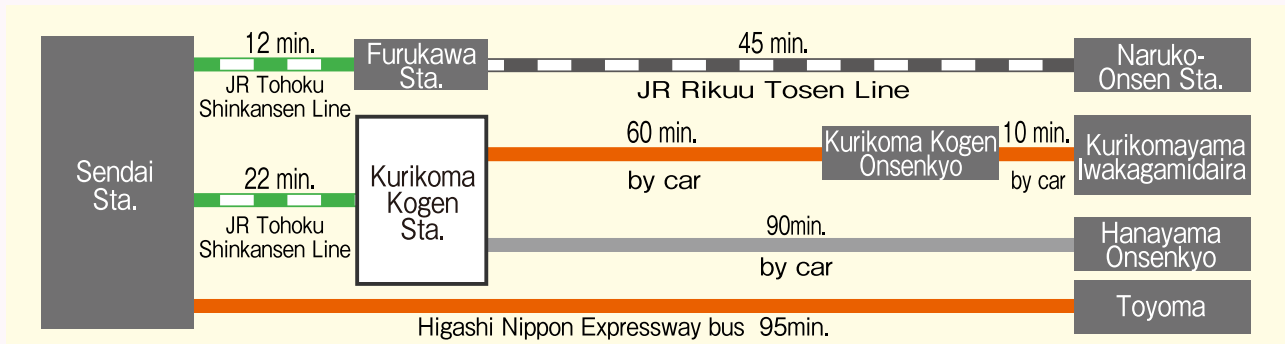 Sendai
Sta.
12 min.
JR Tohoku
Shinkansen Line
Furukawa
Sta.
45 min.
JR Rikuu Tosen Line
Naruko-
Onsen Sta.
22 min.
JR Tohoku
Shinkansen Line
Kurikoma
Kogen
Sta.
60 min.
by car
Kurikoma Kogen
Onsenkyo
10 min.
by car
Kurikomayama
Iwakagamidaira
90min.
by car
Hanayama
Onsenkyo
Higashi Nippon Expressway bus 95min.
Toyoma